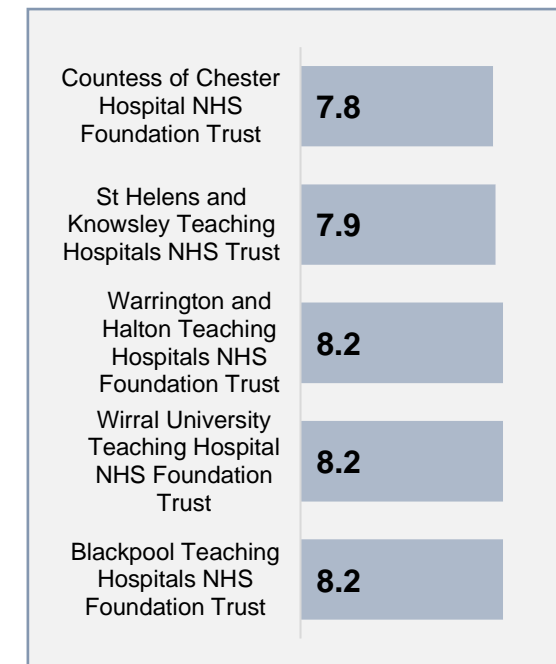 Countess of Chester
Hospital NHS
Foundation Trust
7.8
St Helens and
Knowsley Teaching
Hospitals NHS Trust
7.9
Warrington and
Halton Teaching
Hospitals NHS
Foundation Trust
8.2
Wirral University
Teaching Hospital
NHS Foundation
Trust
8.2
Blackpool Teaching
Hospitals NHS
Foundation Trust
8.2